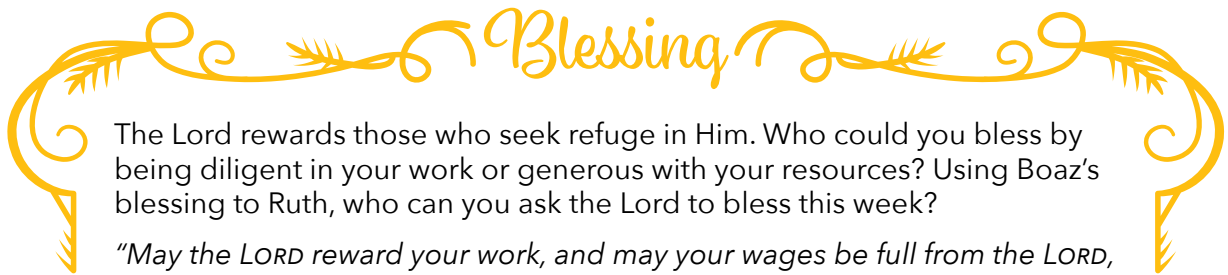 Blessing
The Lord rewards those who seek refuge in Him. Who could you bless by
being diligent in your work or generous with your resources? Using Boaz’s
blessing to Ruth, who can you ask the Lord to bless this week?
“May the LORD reward your work, and may your wages be full from the LORD,